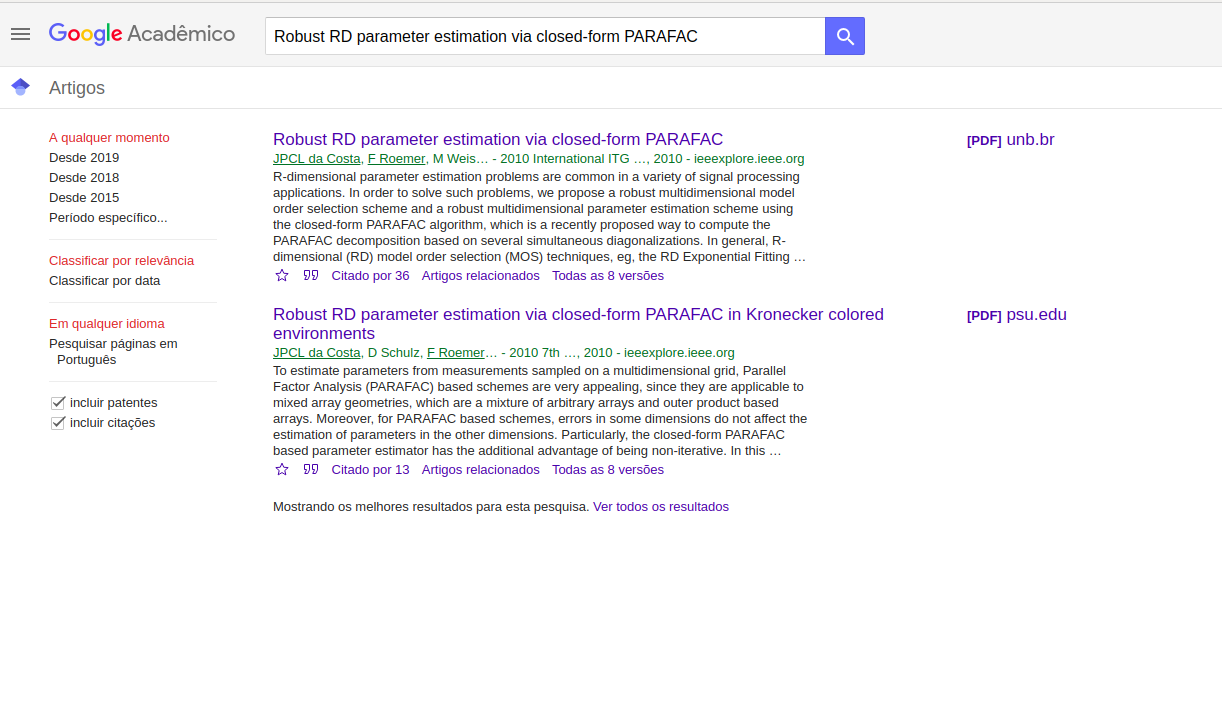 Google Acadêmico
Robust RD parameter estimation via closed-form PARAFAC
Artigos
A qualquer momento
Desde 2019
Desde 2018
Desde 2015
Período específico...
Classificar por relevância
Classificar por data
Em qualquer idioma
Pesquisar páginas em
Português
incluir patentes
incluir citações
Robust RD parameter estimation via closed-form PARAFAC
JPCL da Costa, F Roemer, M Weis… - 2010 International ITG …, 2010 - ieeexplore.ieee.org
R-dimensional parameter estimation problems are common in a variety of signal processing
applications. In order to solve such problems, we propose a robust multidimensional model
order selection scheme and a robust multidimensional parameter estimation scheme using
the closed-form PARAFAC algorithm, which is a recently proposed way to compute the
PARAFAC decomposition based on several simultaneous diagonalizations. In general, R-
dimensional (RD) model order selection (MOS) techniques, eg, the RD Exponential Fitting …
Citado por 36 Artigos relacionados Todas as 8 versões
[PDF] unb.br
Robust RD parameter estimation via closed-form PARAFAC in Kronecker colored
environments
JPCL da Costa, D Schulz, F Roemer… - 2010 7th …, 2010 - ieeexplore.ieee.org
To estimate parameters from measurements sampled on a multidimensional grid, Parallel
Factor Analysis (PARAFAC) based schemes are very appealing, since they are applicable to
mixed array geometries, which are a mixture of arbitrary arrays and outer product based
arrays. Moreover, for PARAFAC based schemes, errors in some dimensions do not affect the
estimation of parameters in the other dimensions. Particularly, the closed-form PARAFAC
based parameter estimator has the additional advantage of being non-iterative. In this …
Citado por 13 Artigos relacionados Todas as 8 versões
[PDF] psu.edu
Mostrando os melhores resultados para esta pesquisa. Ver todos os resultados